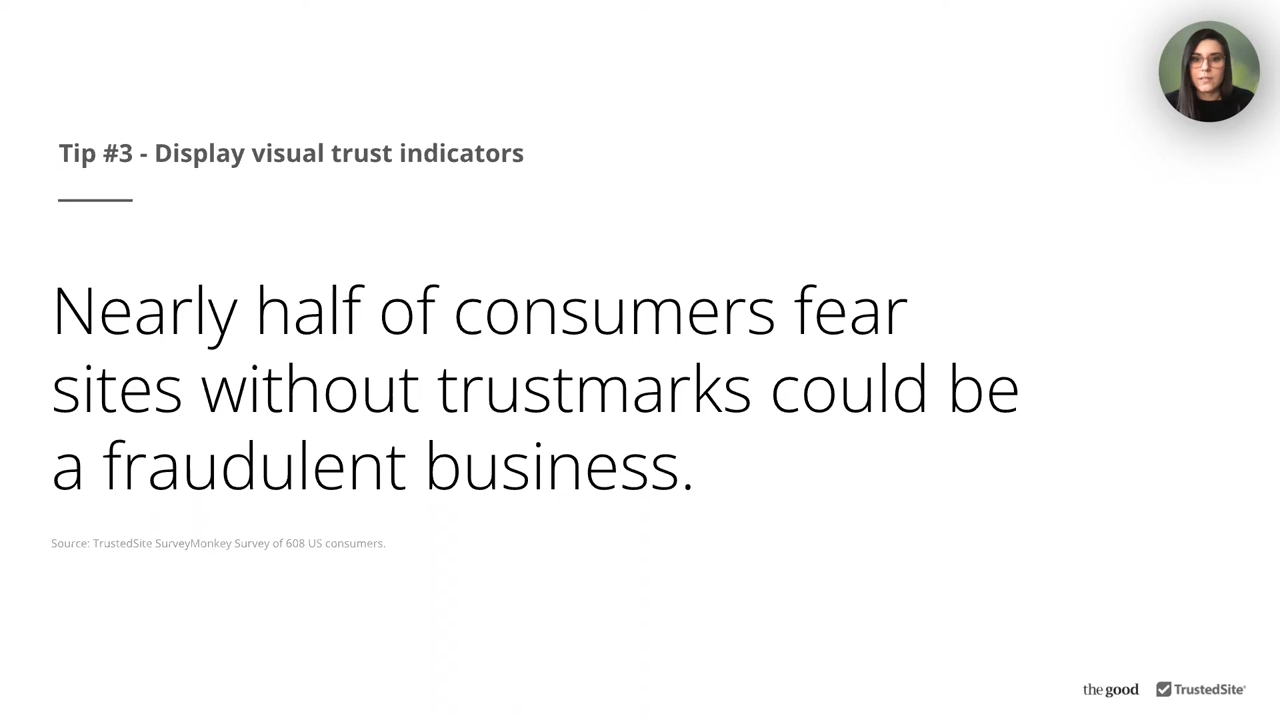 Tip #3 - Display visual trust indicators
Nearly half of consumers fear
sites without trustmarks could be
a fraudulent business.
Source: TrustedSite SurveyMonkey Survey of 608 US consumers.
the good TrustedSite®